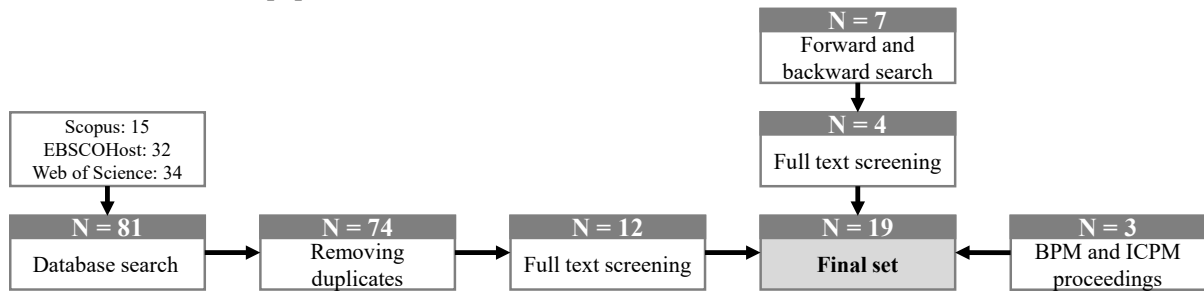 N = 7
Forward and
backward search
N = 4
Full text screening
Scopus: 15
EBSCOHost: 32
Web of Science: 34
N = 81
Database search
N = 74
Removing
duplicates
N = 12
Full text screening
N = 19
Final set
N = 3
BPM and ICPM
proceedings